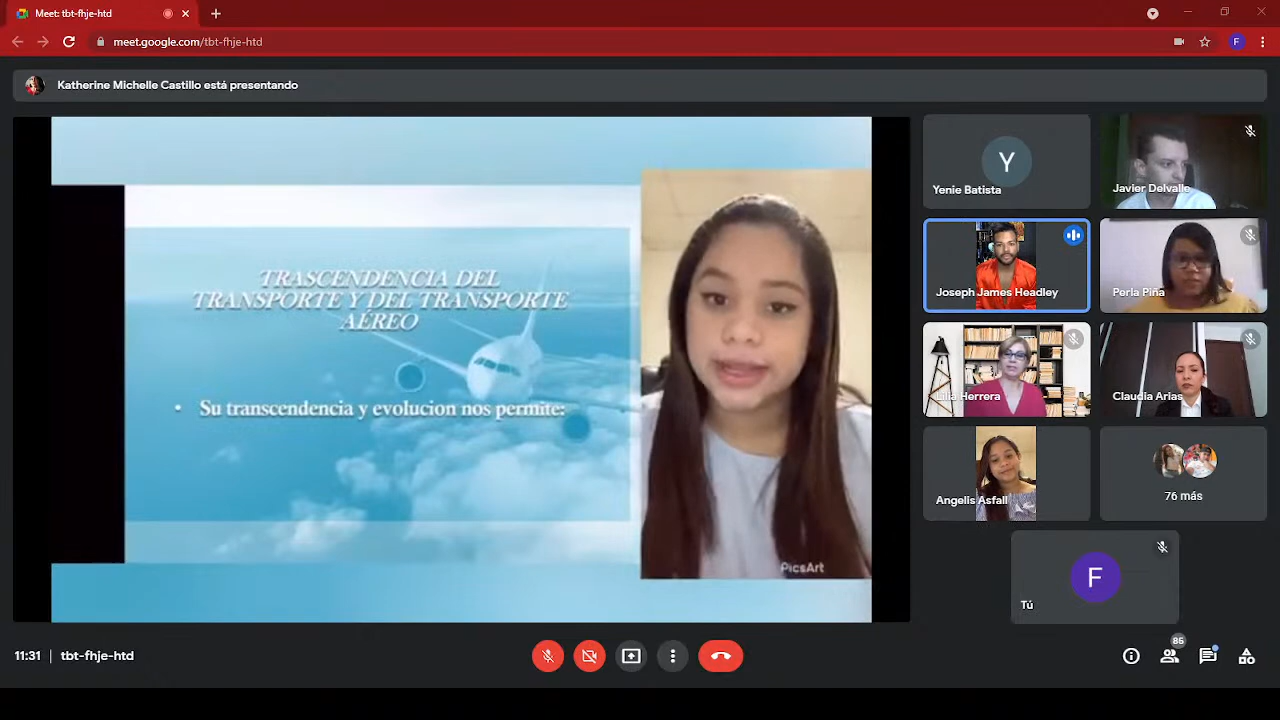 Meet: tbt-fhje-htd
meet.google.com/tbt-fhje-htd
F
Katherine Michelle Castillo está presentando
TRASCENDENCIA DEL
TRANSPORTE Y DEL TRANSPORTE
AÉREO
• Su transcendencia y evolucion nos permite:
PicsArt
Y
Yenie Batista
Javier Delvalle
Joseph James Headley
Perla Piña
Lilia Herrera
Claudia Arias
Angelis Asfall
76 más
F
Tú
11:31 | tbt-fhje-htd
86